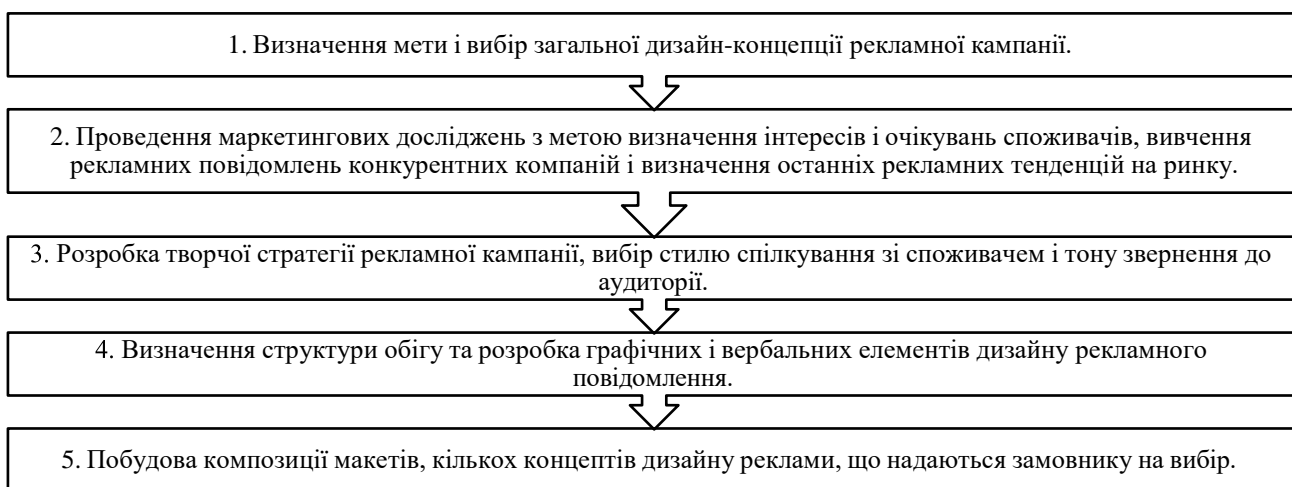 1. Визначення мети і вибір загальної дизайн-концепції рекламної кампанії.
2. Проведення маркетингових досліджень з метою визначення інтересів і очікувань споживачів, вивчення
рекламних повідомлень конкурентних компаній і визначення останніх рекламних тенденцій на ринку.
3. Розробка творчої стратегії рекламної кампанії, вибір стилю спілкування зі споживачем і тону звернення до
аудиторії.
4. Визначення структури обігу та розробка графічних і вербальних елементів дизайну рекламного
повідомлення.
5. Побудова композиції макетів, кількох концептів дизайну реклами, що надаються замовнику на вибір.